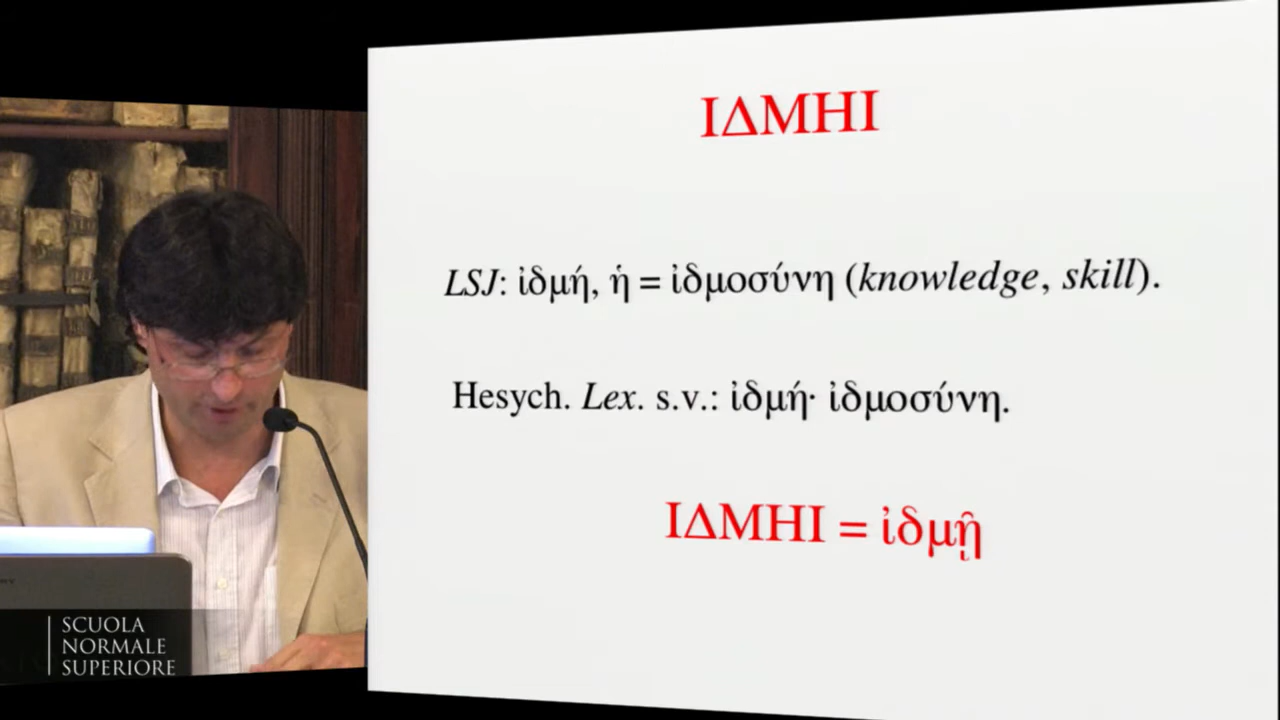 ΙΔΜΗΙ
LSJ: ἰδμή, ἡ = ἰδμοσύνη (knowledge, skill).
Hesych. Lex. s.v.: ἰδμή· ἰδμοσύνη.
ΙΔΜΗΙ = ἰδμῇ
SCUOLA
NORMALE
SUPERIORE